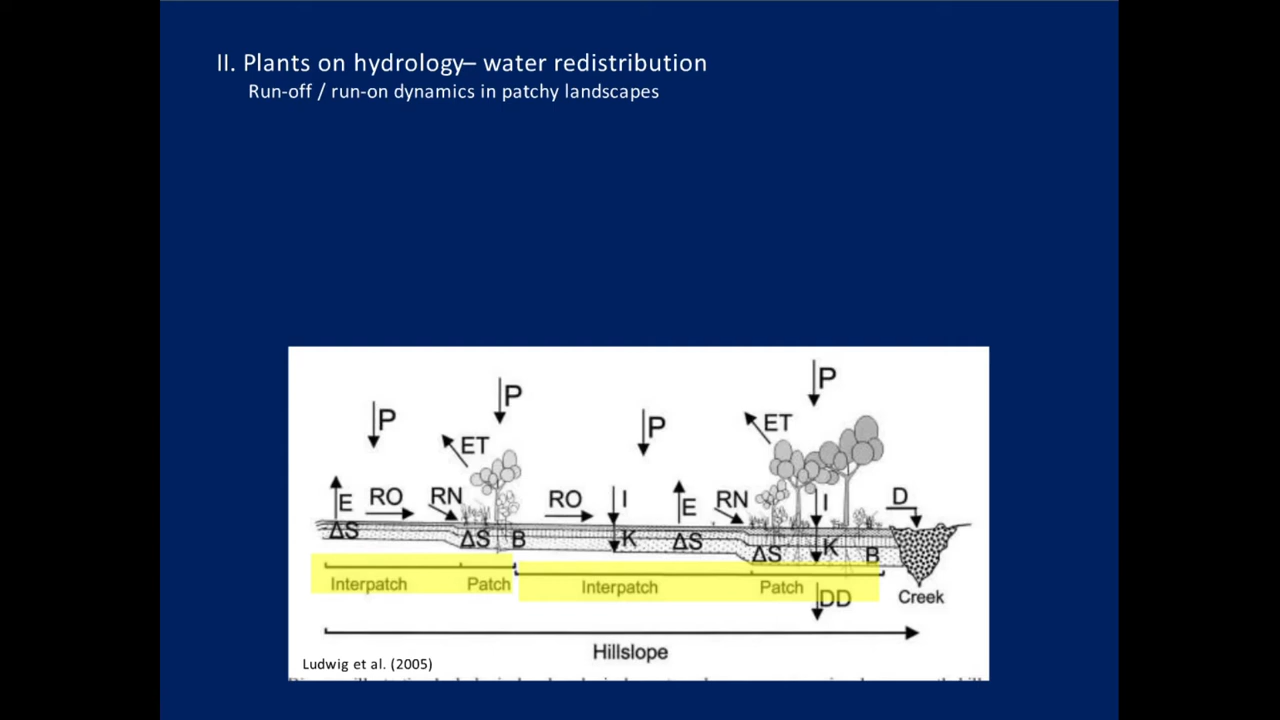 II. Plants on hydrology– water redistribution
Run-off / run-on dynamics in patchy landscapes
P
P
P
P
ET
ET
E
RO
RN
RO
I
E
RN
I
D
ΔS
ΔS
B
K
ΔS
ΔS
K
B
Interpatch
Patch
Interpatch
Patch
DD
Creek
Hillslope
Ludwig et al. (2005)